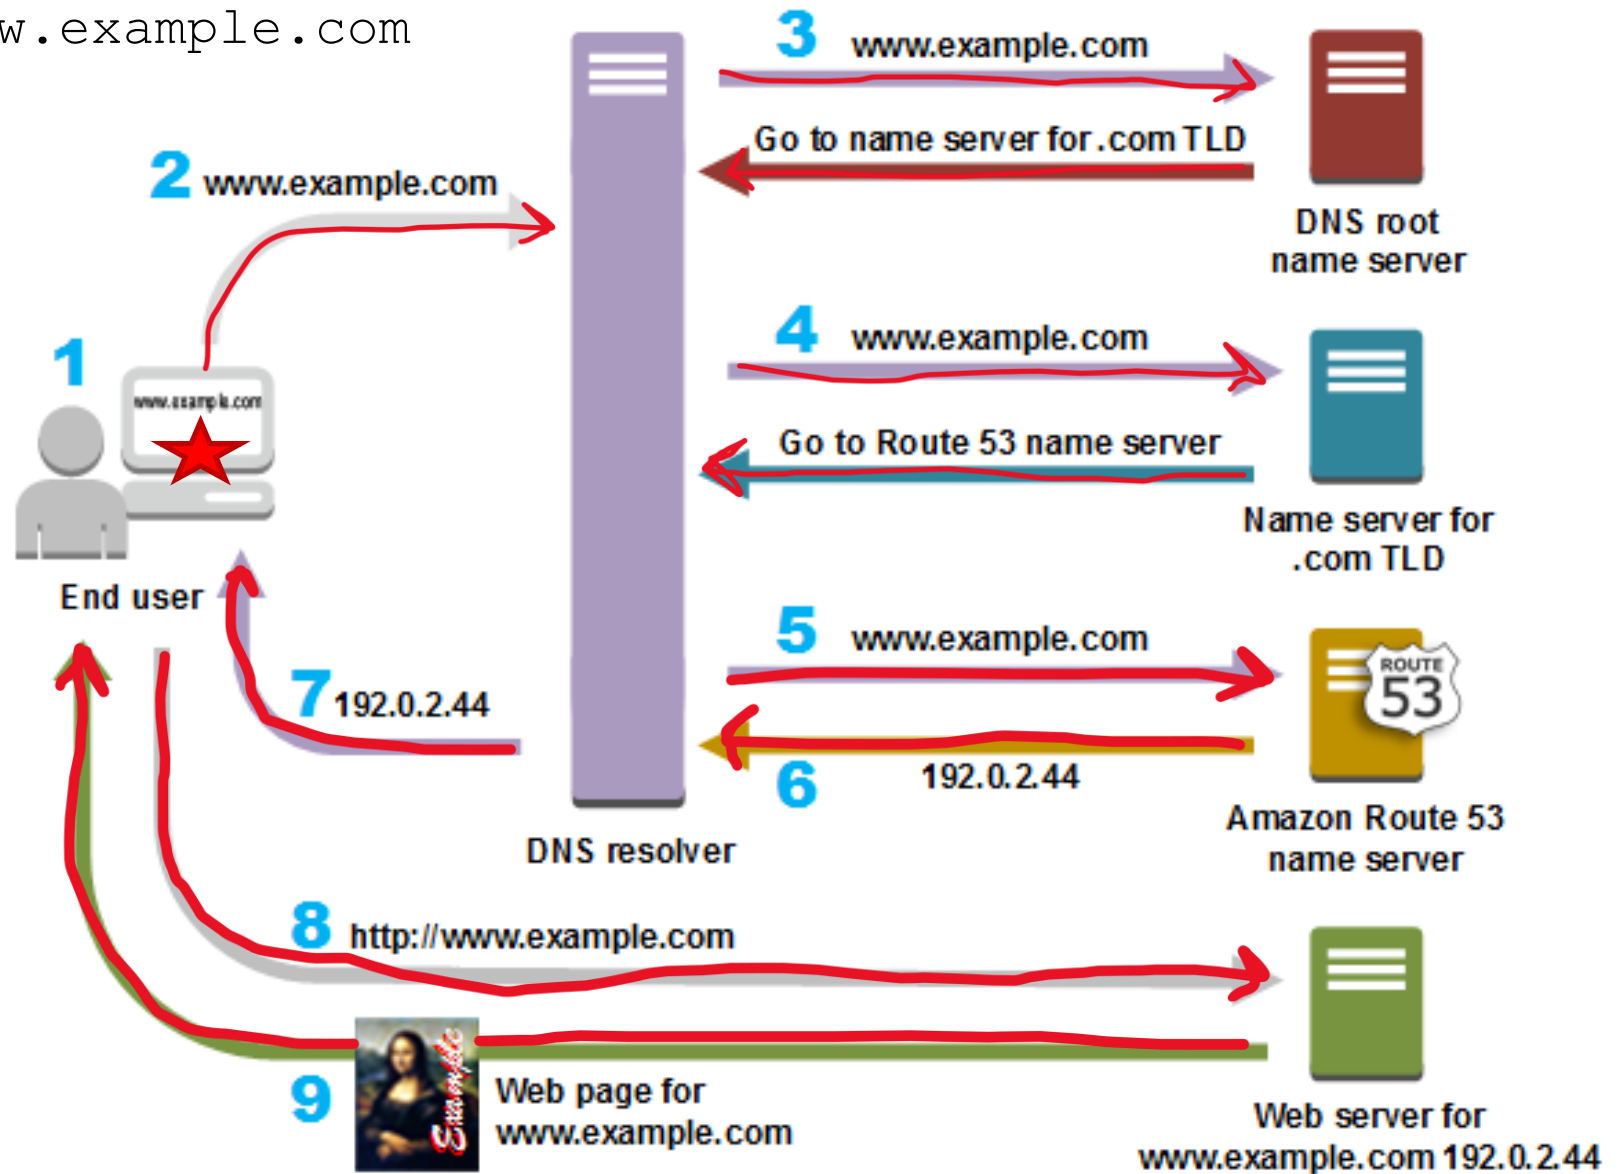 w.example.com
3 www.example.com
Go to name server for .com TLD
DNS root
name server
2 www.example.com
4 www.example.com
Go to Route 53 name server
Name server for
.com TLD
1
www.example.com
End user
5 www.example.com
ROUTE
53
6 192.0.2.44
Amazon Route 53
name server
7 192.0.2.44
DNS resolver
8 http://www.example.com
9
Example
Web page for
www.example.com
Web server for
www.example.com 192.0.2.44